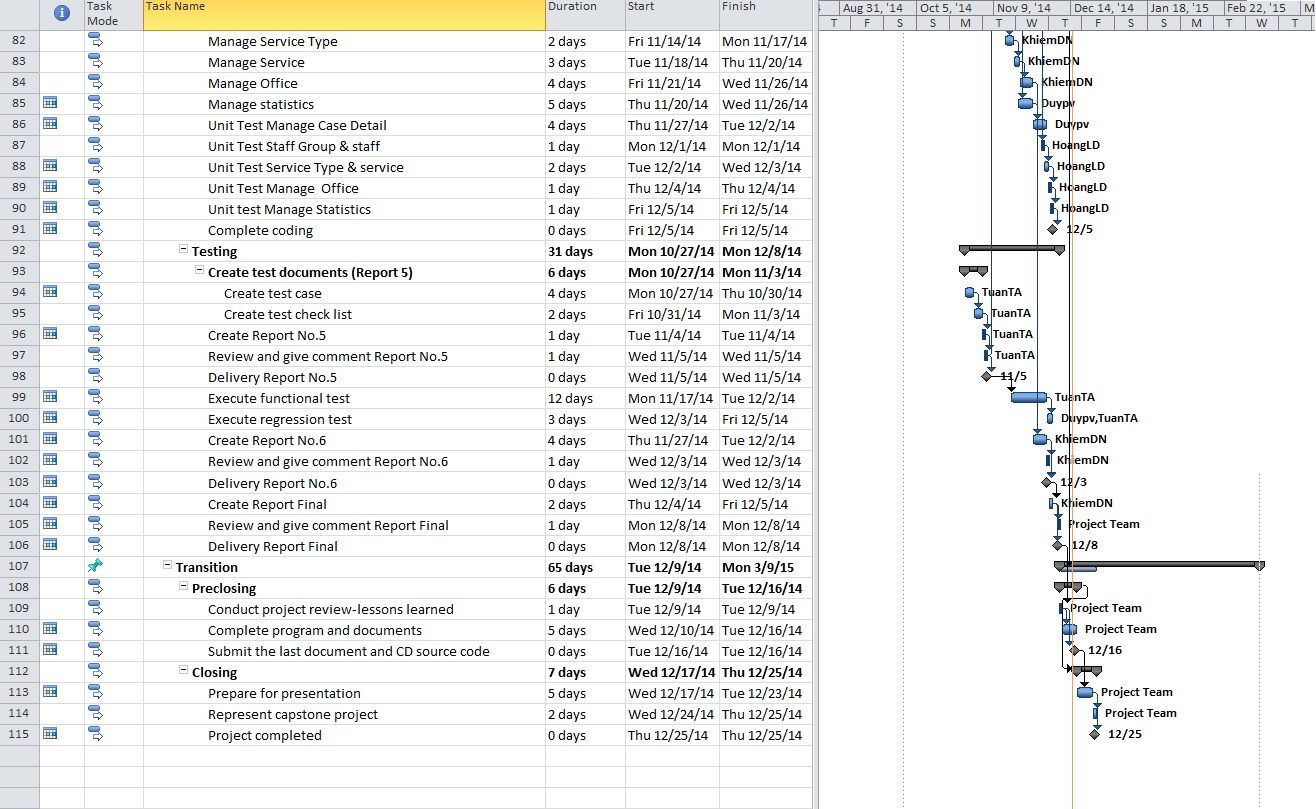 Task Mode Task Name Duration Start Finish Aug 31, '14 Oct 5, '14 Nov 9, '14 Dec 14, '14 Jan 18, '15 Feb 22, '15 M
T F S S M T W T F S S M T W T
82 Manage Service Type 2 days Fri 11/14/14 Mon 11/17/14 KhiemDN
83 Manage Service 3 days Tue 11/18/14 Thu 11/20/14 KhiemDN
84 Manage Office 4 days Fri 11/21/14 Wed 11/26/14 KhiemDN
85 Manage statistics 5 days Thu 11/20/14 Wed 11/26/14 Duypv
86 Unit Test Manage Case Detail 4 days Thu 11/27/14 Tue 12/2/14 Duypv
87 Unit Test Staff Group & staff 1 day Mon 12/1/14 Mon 12/1/14 HoangLD
88 Unit Test Service Type & service 2 days Tue 12/2/14 Wed 12/3/14 HoangLD
89 Unit Test Manage Office 1 day Thu 12/4/14 Thu 12/4/14 HoangLD
90 Unit test Manage Statistics 1 day Fri 12/5/14 Fri 12/5/14 HoangLD
91 Complete coding 0 days Fri 12/5/14 Fri 12/5/14 12/5
92 Testing 31 days Mon 10/27/14 Mon 12/8/14
93 Create test documents (Report 5) 6 days Mon 10/27/14 Mon 11/3/14
94 Create test case 4 days Mon 10/27/14 Thu 10/30/14 TuanTA
95 Create test check list 2 days Fri 10/31/14 Mon 11/3/14 TuanTA
96 Create Report No.5 1 day Tue 11/4/14 Tue 11/4/14 TuanTA
97 Review and give comment Report No.5 1 day Wed 11/5/14 Wed 11/5/14 TuanTA
98 Delivery Report No.5 0 days Wed 11/5/14 Wed 11/5/14 11/5
99 Execute functional test 12 days Mon 11/17/14 Tue 12/2/14 TuanTA
100 Execute regression test 3 days Wed 12/3/14 Fri 12/5/14 Duypv,TuanTA
101 Create Report No.6 4 days Thu 11/27/14 Tue 12/2/14 KhiemDN
102 Review and give comment Report No.6 1 day Wed 12/3/14 Wed 12/3/14 KhiemDN
103 Delivery Report No.6 0 days Wed 12/3/14 Wed 12/3/14 12/3
104 Create Report Final 2 days Thu 12/4/14 Fri 12/5/14 KhiemDN
105 Review and give comment Report Final 1 day Mon 12/8/14 Mon 12/8/14 Project Team
106 Delivery Report Final 0 days Mon 12/8/14 Mon 12/8/14 12/8
107 Transition 65 days Tue 12/9/14 Mon 3/9/15
108 Preclosing 6 days Tue 12/9/14 Tue 12/16/14
109 Conduct project review-lessons learned 1 day Tue 12/9/14 Tue 12/9/14 Project Team
110 Complete program and documents 5 days Wed 12/10/14 Tue 12/16/14 Project Team
111 Submit the last document and CD source code 0 days Tue 12/16/14 Tue 12/16/14 12/16
112 Closing 7 days Wed 12/17/14 Thu 12/25/14
113 Prepare for presentation 5 days Wed 12/17/14 Tue 12/23/14 Project Team
114 Represent capstone project 2 days Wed 12/24/14 Thu 12/25/14 Project Team
115 Project completed 0 days Thu 12/25/14 Thu 12/25/14 12/25